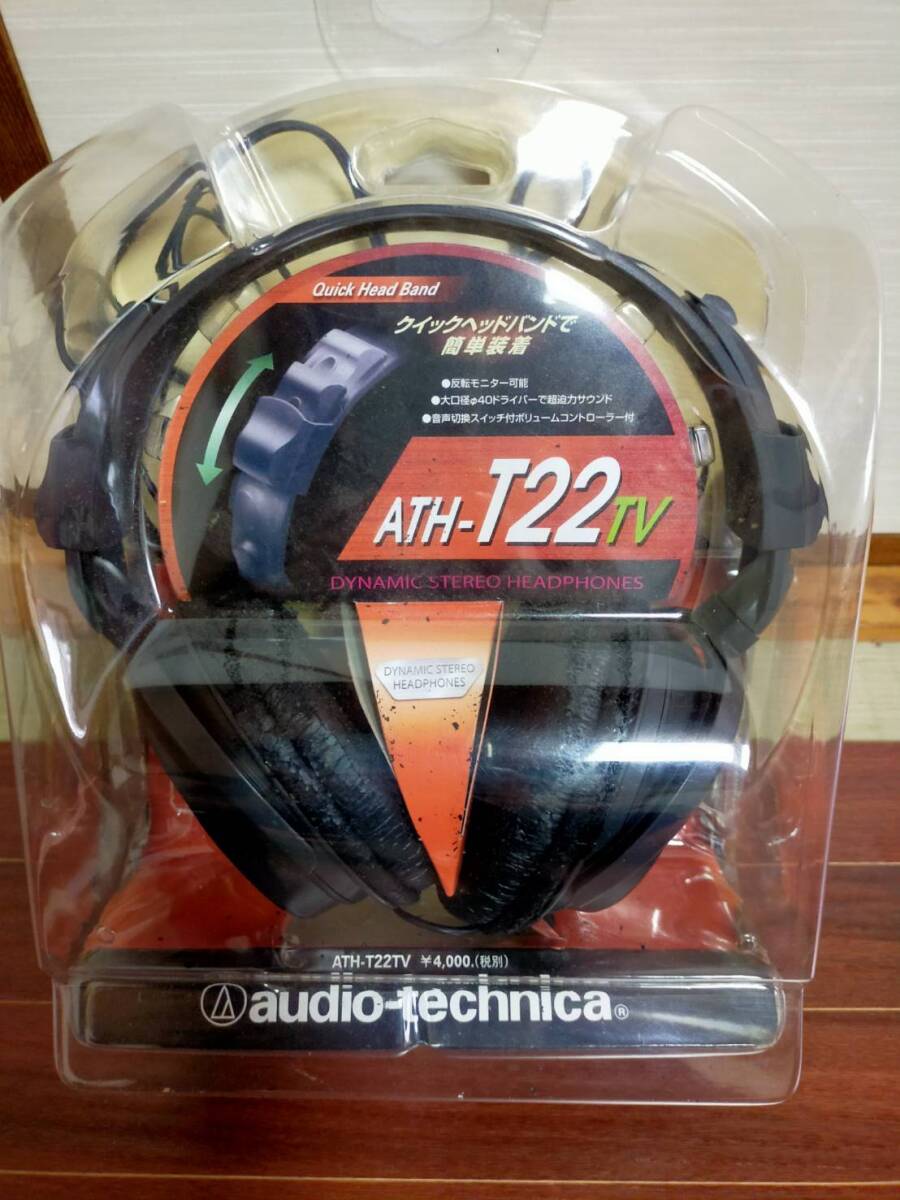 Quick Head Band
クイックヘッドバンドで
簡単装着
●反転モニター可能
●大口径φ40ドライバーで超迫力サウンド
●音声切換スイッチ付ボリュームコントローラー付
ATH-T22TV
DYNAMIC STEREO HEADPHONES
DYNAMIC STEREO
HEADPHONES
ATH-T22TV ¥4,000.(税別)
audio-technica®